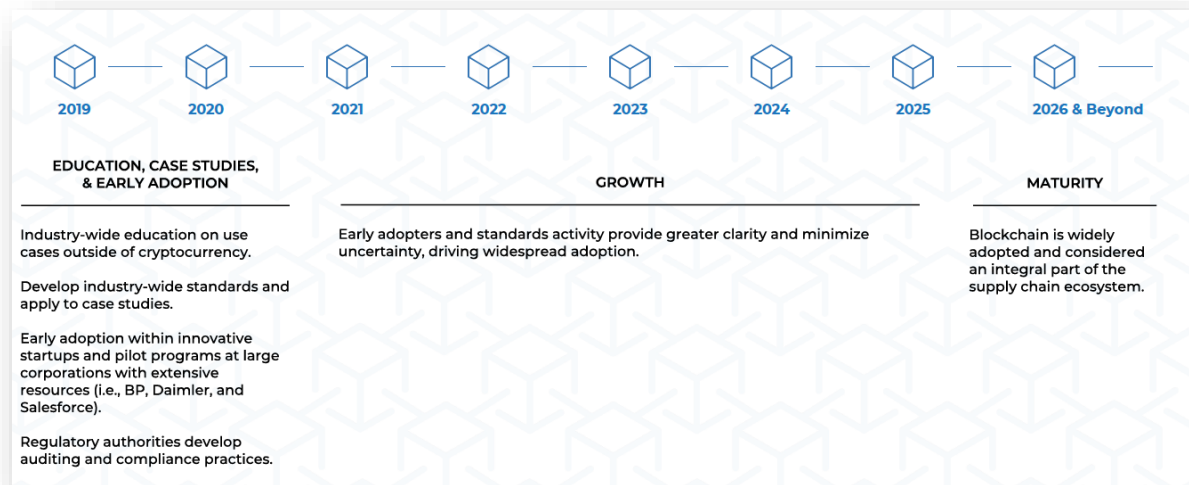 2019
2020
2021
2022
2023
2024
2025
2026 & Beyond
EDUCATION, CASE STUDIES,
& EARLY ADOPTION
Industry-wide education on use
cases outside of cryptocurrency.
Develop industry-wide standards and
apply to case studies.
Early adoption within innovative
startups and pilot programs at large
corporations with extensive
resources (i.e., BP, Daimler, and
Salesforce).
Regulatory authorities develop
auditing and compliance practices.
GROWTH
Early adopters and standards activity provide greater clarity and minimize
uncertainty, driving widespread adoption.
MATURITY
Blockchain is widely
adopted and considered
an integral part of the
supply chain ecosystem.